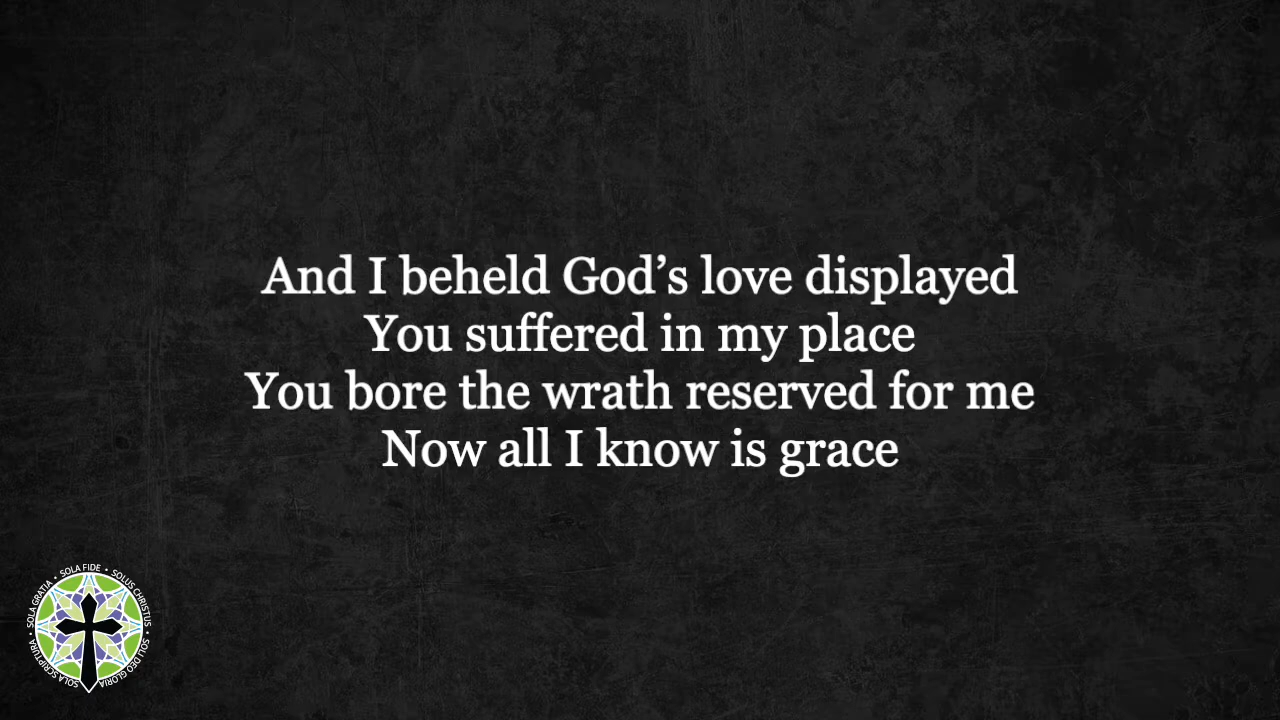 And I beheld God’s love displayed
You suffered in my place
You bore the wrath reserved for me
Now all I know is grace
SOLA SCRIPTURA • SOLA GRATIA • SOLA FIDE • SOLUS CHRISTUS • SOLI DEO GLORIA